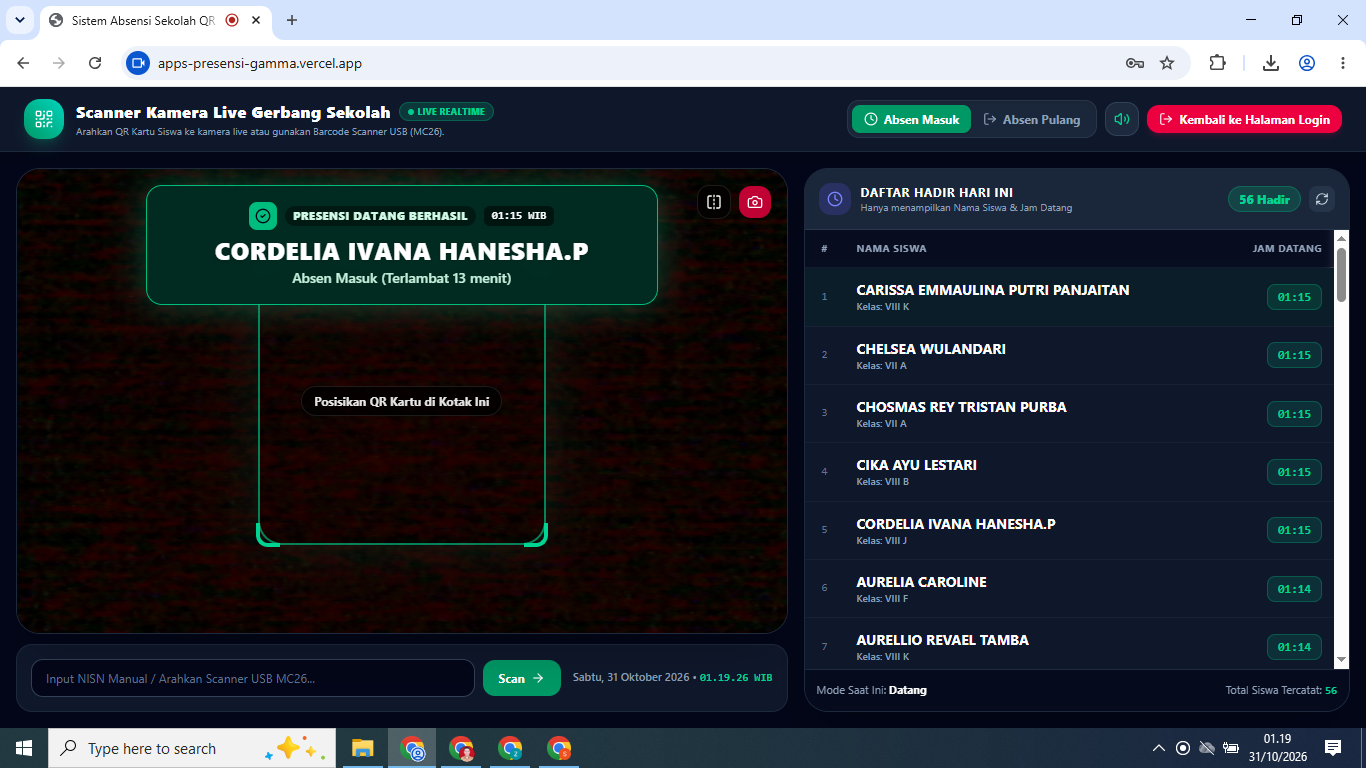 Sistem Absensi Sekolah QR
apps-presensi-gamma.vercel.app
Scanner Kamera Live Gerbang Sekolah
LIVE REALTIME
Arahkan QR Kartu Siswa ke kamera live atau gunakan Barcode Scanner USB (MC26).
Absen Masuk
Absen Pulang
Kembali ke Halaman Login
PRESENSI DATANG BERHASIL
01:15 WIB
CORDELIA IVANA HANESHA.P
Absen Masuk (Terlambat 13 menit)
Posisikan QR Kartu di Kotak Ini
Input NISN Manual / Arahkan Scanner USB MC26...
Scan
Sabtu, 31 Oktober 2026 • 01.19.26 WIB
DAFTAR HADIR HARI INI
Hanya menampilkan Nama Siswa & Jam Datang
56 Hadir
# NAMA SISWA JAM DATANG
1 CARISSA EMMAULINA PUTRI PANJAITAN 01:15
Kelas: VIII K
2 CHELSEA WULANDARI 01:15
Kelas: VII A
3 CHOSMAS REY TRISTAN PURBA 01:15
Kelas: VII A
4 CIKA AYU LESTARI 01:15
Kelas: VIII B
5 CORDELIA IVANA HANESHA.P 01:15
Kelas: VIII J
6 AURELIA CAROLINE 01:14
Kelas: VIII F
7 AURELLIO REVAEL TAMBA 01:14
Kelas: VIII K
Mode Saat Ini: Datang
Total Siswa Tercatat: 56
Type here to search
01.19
31/10/2026